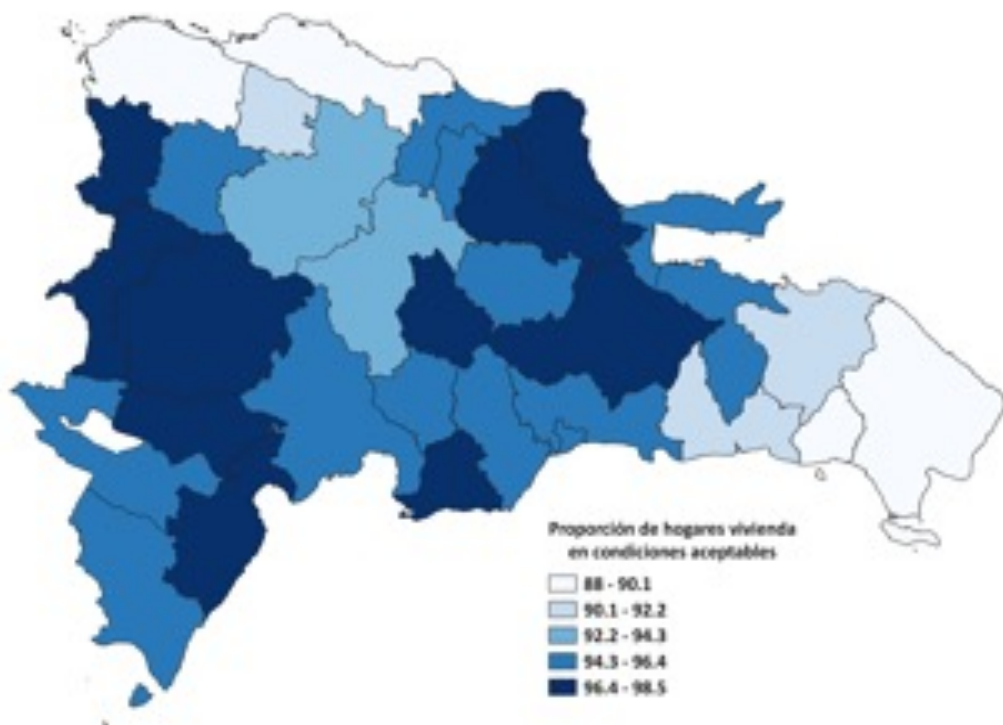 Proporción de hogares vivienda
en condiciones aceptables
88 - 90.1
90.1 - 92.2
92.2 - 94.3
94.3 - 96.4
96.4 - 98.5